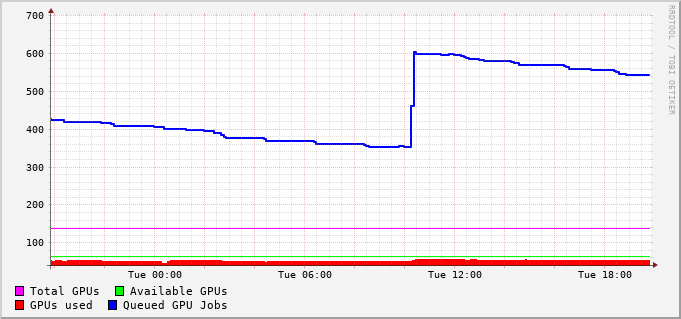 700
600
500
400
300
200
100
Tue 00:00 Tue 06:00 Tue 12:00 Tue 18:00
Total GPUs Available GPUs
GPUs used Queued GPU Jobs
RRDTOOL / TOBI OETIKER